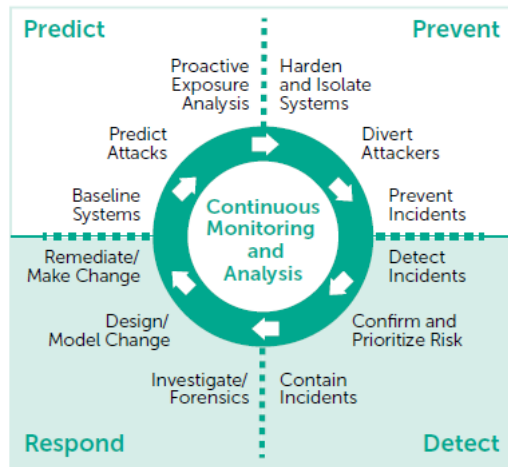 Predict
Prevent
Proactive
Exposure
Analysis
Harden
and Isolate
Systems
Predict
Attacks
Divert
Attackers
Baseline
Systems
Prevent
Incidents
Continuous
Monitoring
and
Analysis
Remediate/
Make Change
Detect
Incidents
Design/
Model Change
Confirm and
Prioritize Risk
Investigate/
Forensics
Contain
Incidents
Respond
Detect